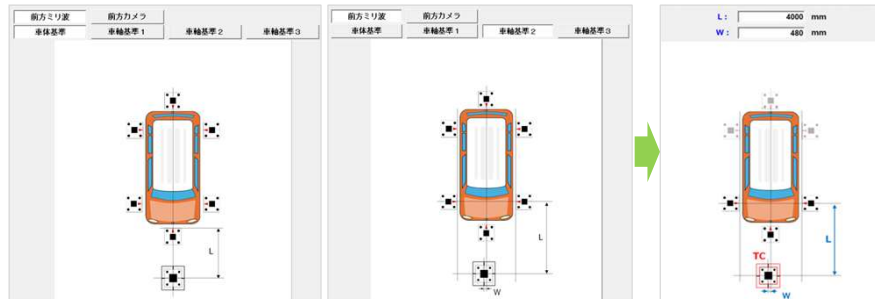 前方ミリ波 前方カメラ
車体基準 車軸基準1 車軸基準2 車軸基準3
L
前方ミリ波 前方カメラ
車体基準 車軸基準1 車軸基準2 車軸基準3
L
W
L: 4000 mm
W: 480 mm
L
TC
W